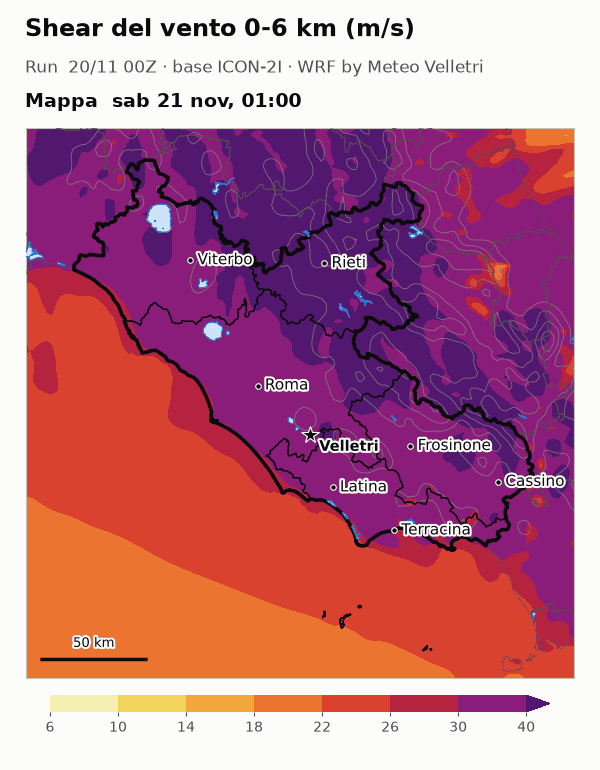 Shear del vento 0-6 km (m/s)
Run  20/11 00Z · base ICON-2I · WRF by Meteo Velletri
Mappa  sab 21 nov, 01:00
Viterbo
Rieti
Roma
Velletri
Frosinone
Latina
Cassino
Terracina
50 km
6 10 14 18 22 26 30 40